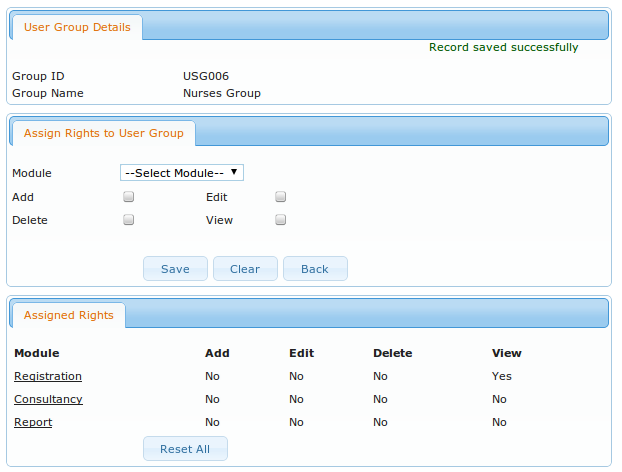 User Group Details
Record saved successfully
Group ID USG006
Group Name Nurses Group
Assign Rights to User Group
Module --Select Module--
Add Edit
Delete View
Save Clear Back
Assigned Rights
Module Add Edit Delete View
Registration No No No Yes
Consultancy No No No No
Report No No No No
Reset All